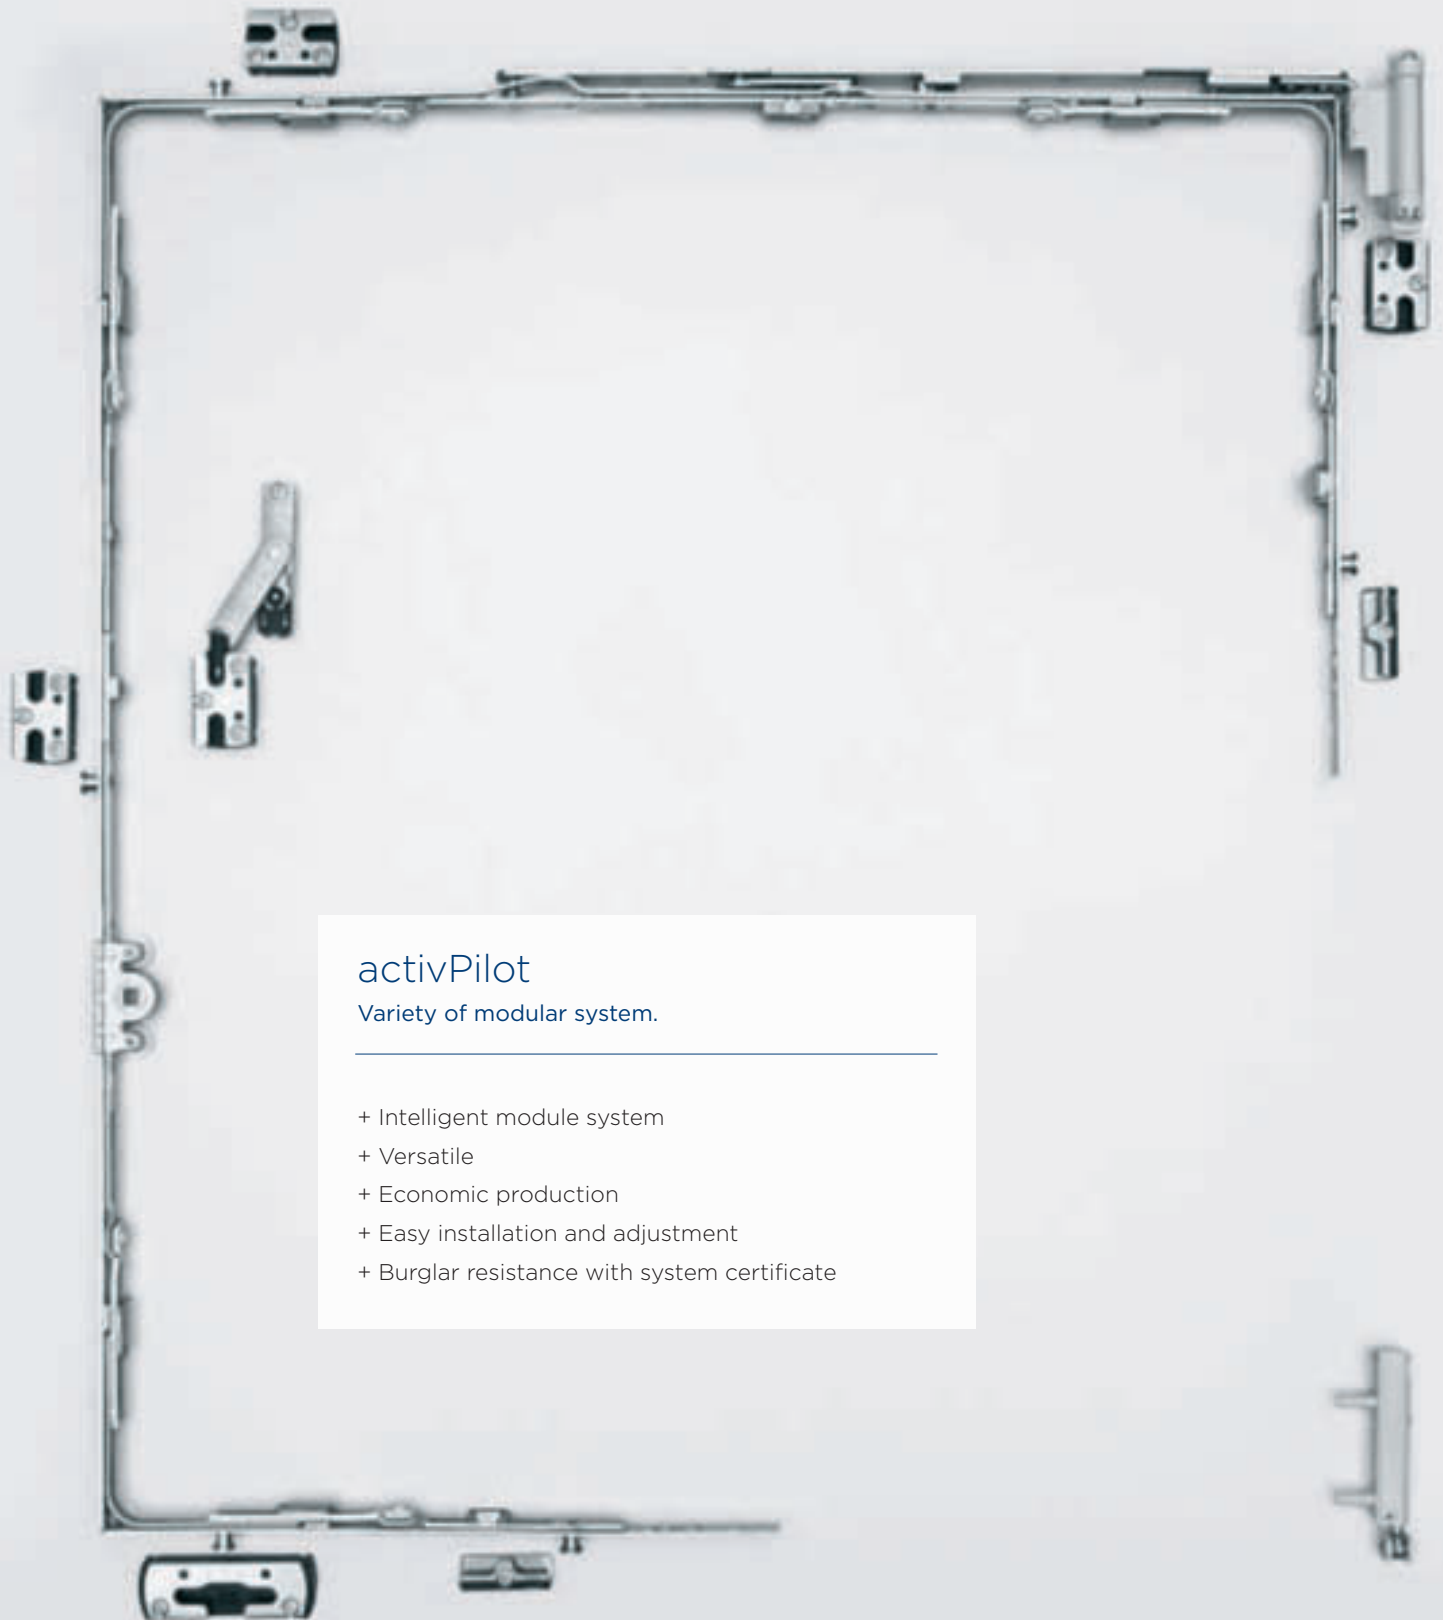 activPilot
Variety of modular system.
+ Intelligent module system
+ Versatile
+ Economic production
+ Easy installation and adjustment
+ Burglar resistance with system certificate